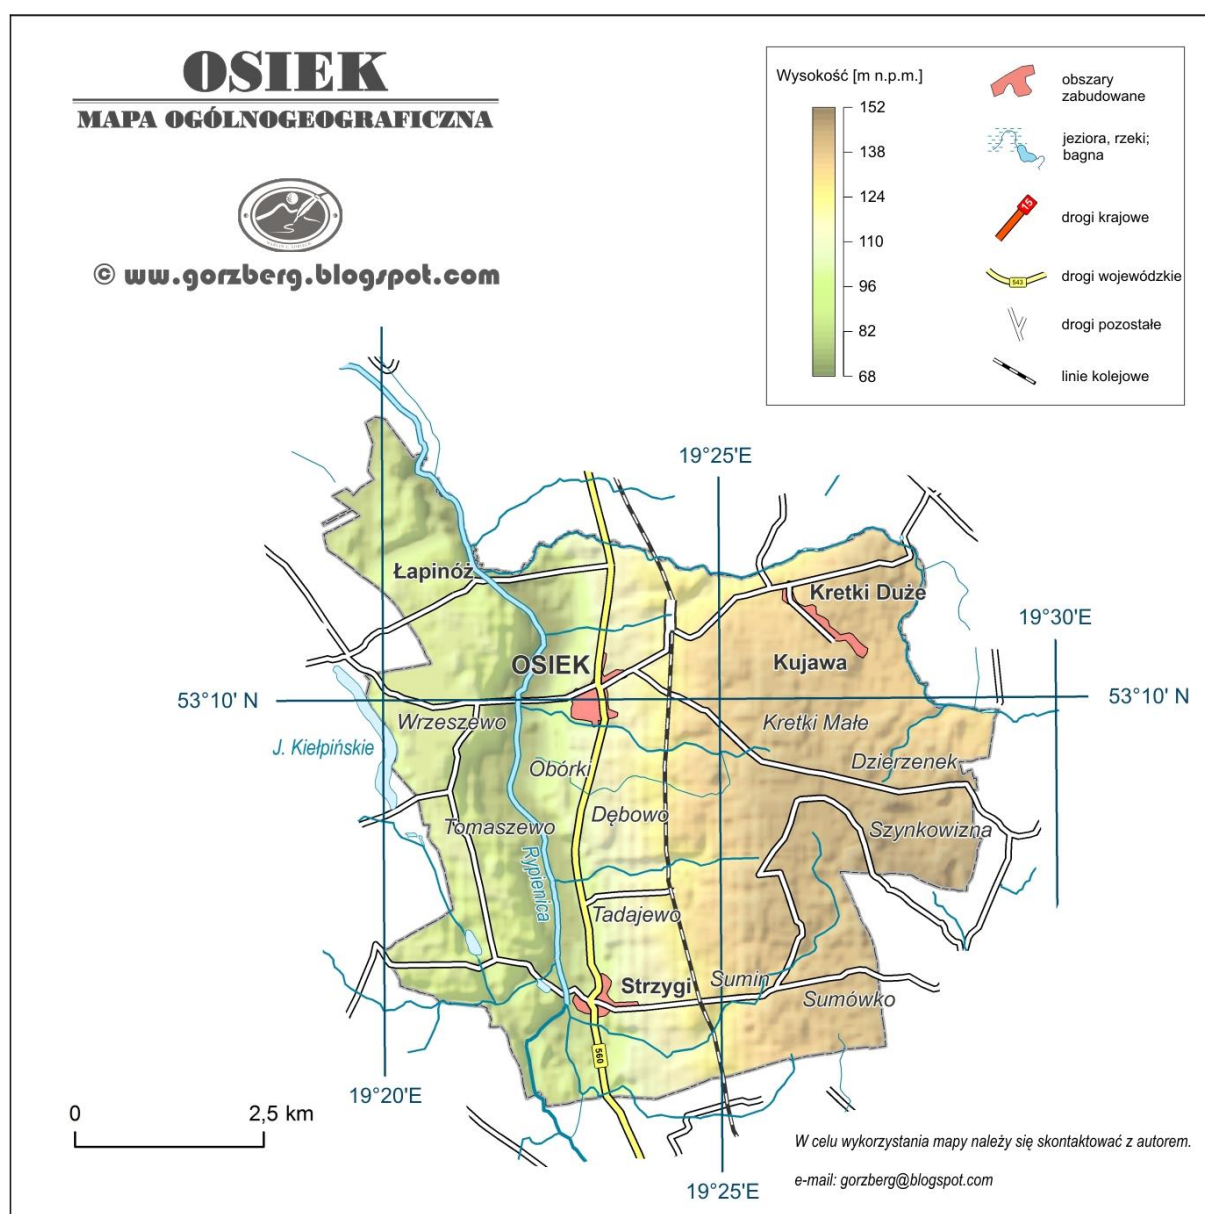 OSIEK
MAPA OGÓLNOGEOGRAFICZNA
© ww.gorzberg.blogspot.com
Wysokość [m n.p.m.]
152
138
124
110
96
82
68
obszary
zabudowane
jeziora, rzeki;
bagna
15
drogi krajowe
543
drogi wojewódzkie
drogi pozostałe
linie kolejowe
19°25'E
Łapinóż
Kretki Duże
19°30'E
OSIEK
Kujawa
53°10' N
53°10' N
Wrzeszewo
Kretki Małe
J. Kiełpińskie
Obórki
Dzierzenek
Dębowo
Tomaszewo
Szynkowizna
Rypienica
Tadajewo
Strzygi
Sumin
Sumówko
560
19°20'E
0
2,5 km
W celu wykorzystania mapy należy się skontaktować z autorem.
e-mail: gorzberg@blogspot.com
19°25'E